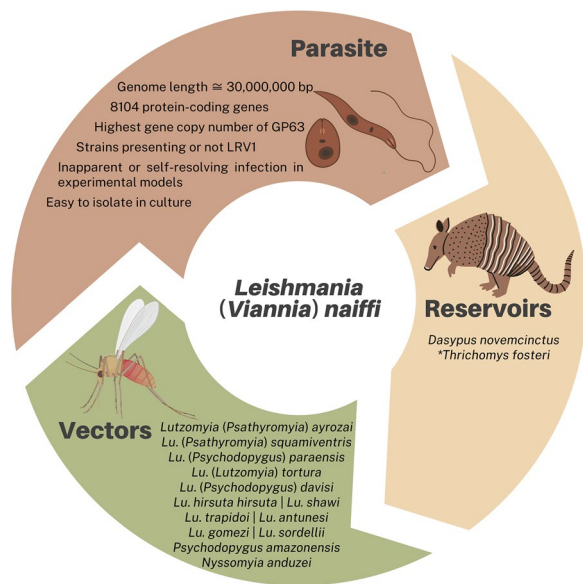 Parasite
Genome length ≅ 30,000,000 bp
8104 protein-coding genes
Highest gene copy number of GP63
Strains presenting or not LRV1
Inapparent or self-resolving infection in
experimental models
Easy to isolate in culture
Leishmania
(Viannia) naiffi
Reservoirs
Dasypus novemcinctus
*Thrichomys fosteri
Vectors
Lutzomyia (Psathyromyia) ayrozai
Lu. (Psathyromyia) squamiventris
Lu. (Psychodopygus) paraensis
Lu. (Lutzomyia) tortura
Lu. (Psychodopygus) davisi
Lu. hirsuta hirsuta | Lu. shawi
Lu. trapidoi | Lu. antunesi
Lu. gomezi | Lu. sordellii
Psychodopygus amazonensis
Nyssomyia anduzei